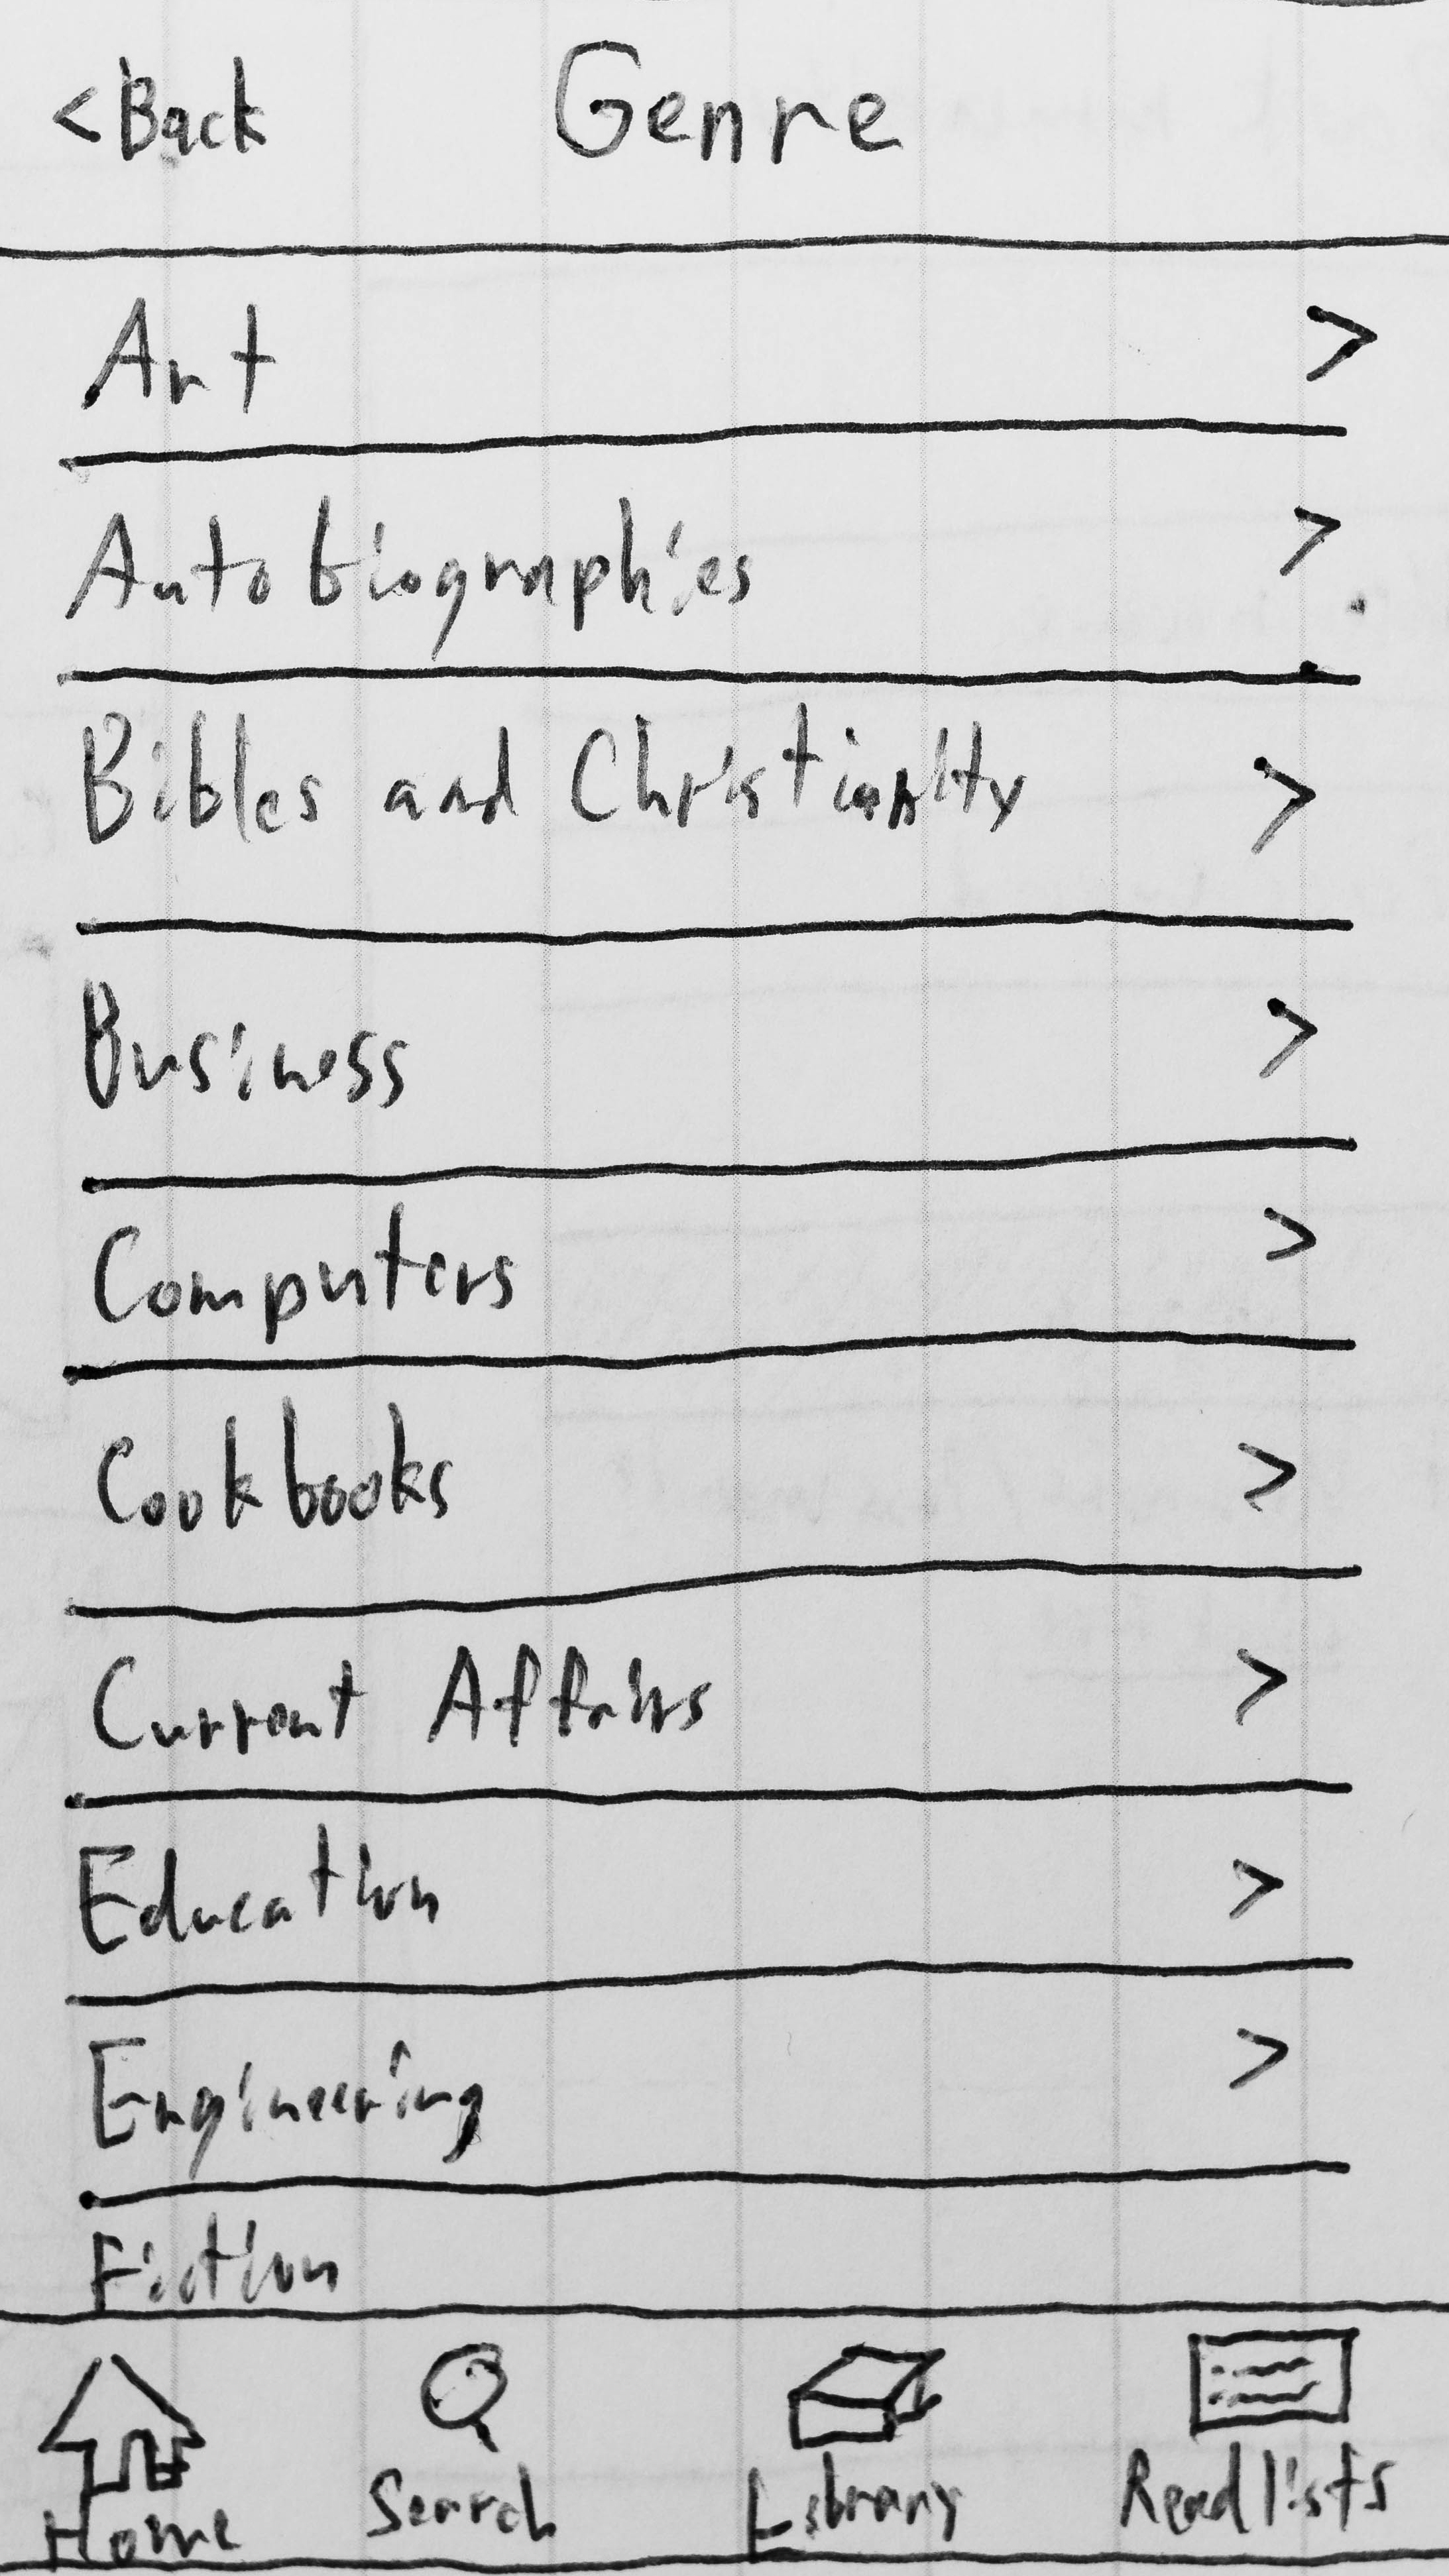 < Back Genre
Art >
Autobiographies >
Bibles and Christianity >
Business >
Computers >
Cookbooks >
Current Affairs >
Education >
Engineering >
Fiction
Home Search Library Readlists